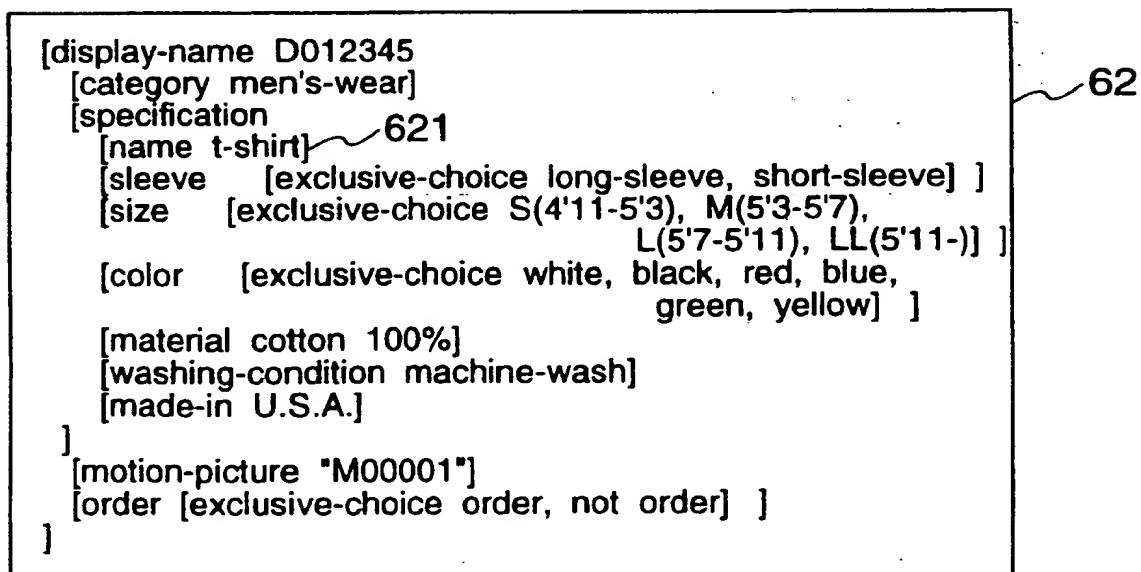 [display-name D012345
[category men's-wear]
[specification
[name t-shirt] 621
[sleeve [exclusive-choice long-sleeve, short-sleeve] ]
[size [exclusive-choice S(4'11-5'3), M(5'3-5'7),
L(5'7-5'11), LL(5'11-)] ]
[color [exclusive-choice white, black, red, blue,
green, yellow] ]
[material cotton 100%]
[washing-condition machine-wash]
[made-in U.S.A.]
]
[motion-picture "M00001"]
[order [exclusive-choice order, not order] ]
]
62